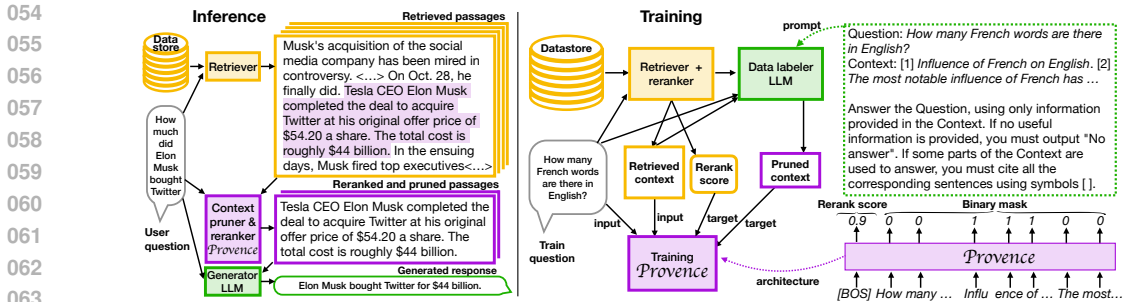 054
055
056
057
058
059
060
061
062
063
Inference
Retrieved passages
Data
store
Retriever
Musk's acquisition of the social
media company has been mired in
controversy. <...> On Oct. 28, he
finally did. Tesla CEO Elon Musk
completed the deal to acquire
Twitter at his original offer price of
$54.20 a share. The total cost is
roughly $44 billion. In the ensuing
days, Musk fired top executives<...>
How
much
did
Elon
Musk
bought
Twitter
User
question
Reranked and pruned passages
Context
pruner &
reranker
Provence
Tesla CEO Elon Musk completed the
deal to acquire Twitter at his original
offer price of $54.20 a share. The
total cost is roughly $44 billion.
Generated response
Generator
LLM
Elon Musk bought Twitter for $44 billion.
Training
Datastore
Retriever +
reranker
Data labeler
LLM
prompt
Question: How many French words are there
in English?
Context: [1] Influence of French on English. [2]
The most notable influence of French has ...
Answer the Question, using only information
provided in the Context. If no useful
information is provided, you must output "No
answer". If some parts of the Context are
used to answer, you must cite all the
corresponding sentences using symbols [ ].
How many
French words
are there in
English?
Train
question
Retrieved
context
Rerank
score
Pruned
context
input
input
target
target
Training
Provence
architecture
Rerank score
Binary mask
0.9 0 0 1 1 1 0 0
Provence
[BOS] How many ... Influ ence of ... The most...